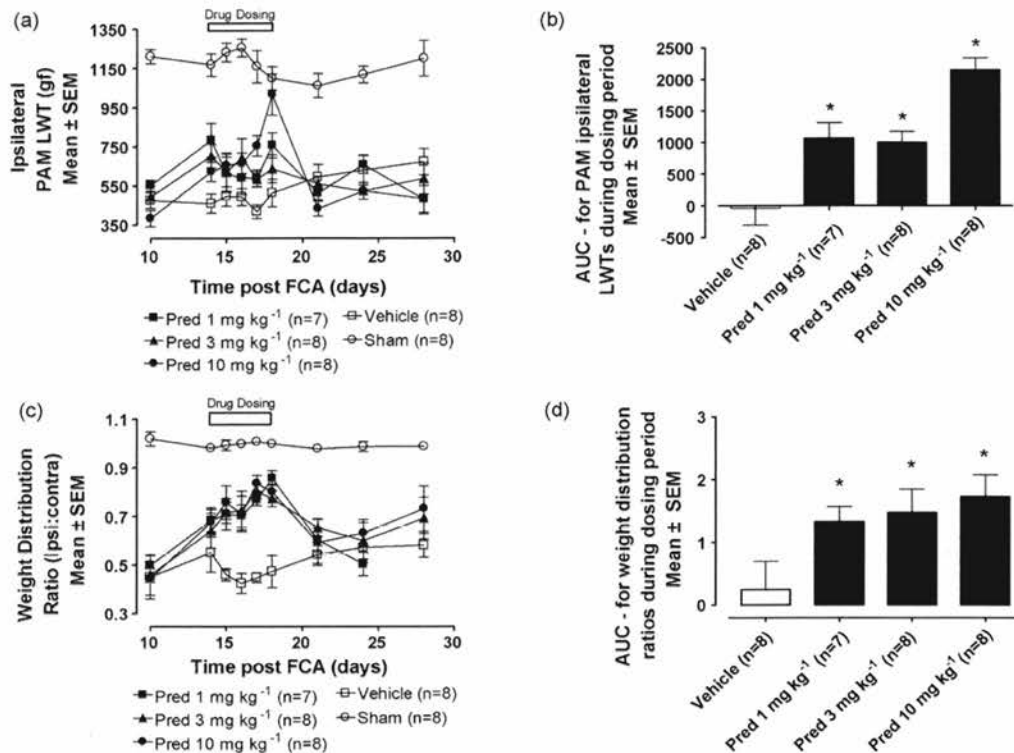 (a)
Drug Dosing
Ipsilateral
PAM LWT (gf)
Mean ± SEM
1350
1150
950
750
550
350
10 15 20 25 30
Time post FCA (days)
Pred 1 mg kg⁻¹ (n=7) Vehicle (n=8)
Pred 3 mg kg⁻¹ (n=8) Sham (n=8)
Pred 10 mg kg⁻¹ (n=8)
(b)
AUC - for PAM ipsilateral
LWTs during dosing period
Mean ± SEM
2500
2000
1500
1000
500
0
-500
* * *
Vehicle (n=8)
Pred 1 mg kg⁻¹ (n=7)
Pred 3 mg kg⁻¹ (n=8)
Pred 10 mg kg⁻¹ (n=8)
(c)
Drug Dosing
Weight Distribution
Ratio (Ipsi:contra)
Mean ± SEM
1.1
0.9
0.7
0.5
0.3
10 15 20 25 30
Time post FCA (days)
Pred 1 mg kg⁻¹ (n=7) Vehicle (n=8)
Pred 3 mg kg⁻¹ (n=8) Sham (n=8)
Pred 10 mg kg⁻¹ (n=8)
(d)
AUC - for weight distribution
ratios during dosing period
Mean ± SEM
3
2
1
0
* * *
Vehicle (n=8)
Pred 1 mg kg⁻¹ (n=7)
Pred 3 mg kg⁻¹ (n=8)
Pred 10 mg kg⁻¹ (n=8)